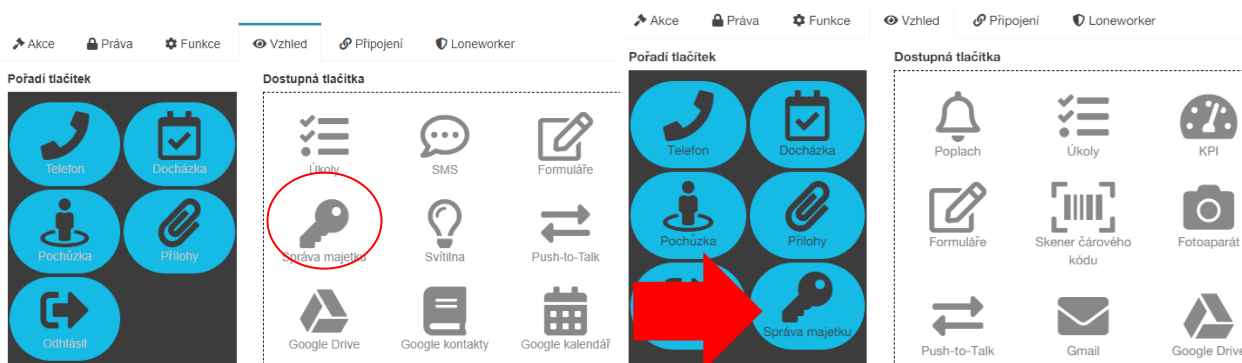 Akce Práva Funkce Vzhled Připojení Loneworker
Pořadí tlačítek Dostupná tlačítka
Telefon Docházka Úkoly SMS Formuláře
Pochůzka Přílohy Správa majetku Svítilna Push-to-Talk
Odhlásit Google Drive Google kontakty Google kalendář
Akce Práva Funkce Vzhled Připojení Loneworker
Pořadí tlačítek Dostupná tlačítka
Telefon Docházka Poplach Úkoly KPI
Pochůzka Přílohy Formuláře Skener čárového Fotoaparát
kódu
Správa majetku Push-to-Talk Gmail Google Drive